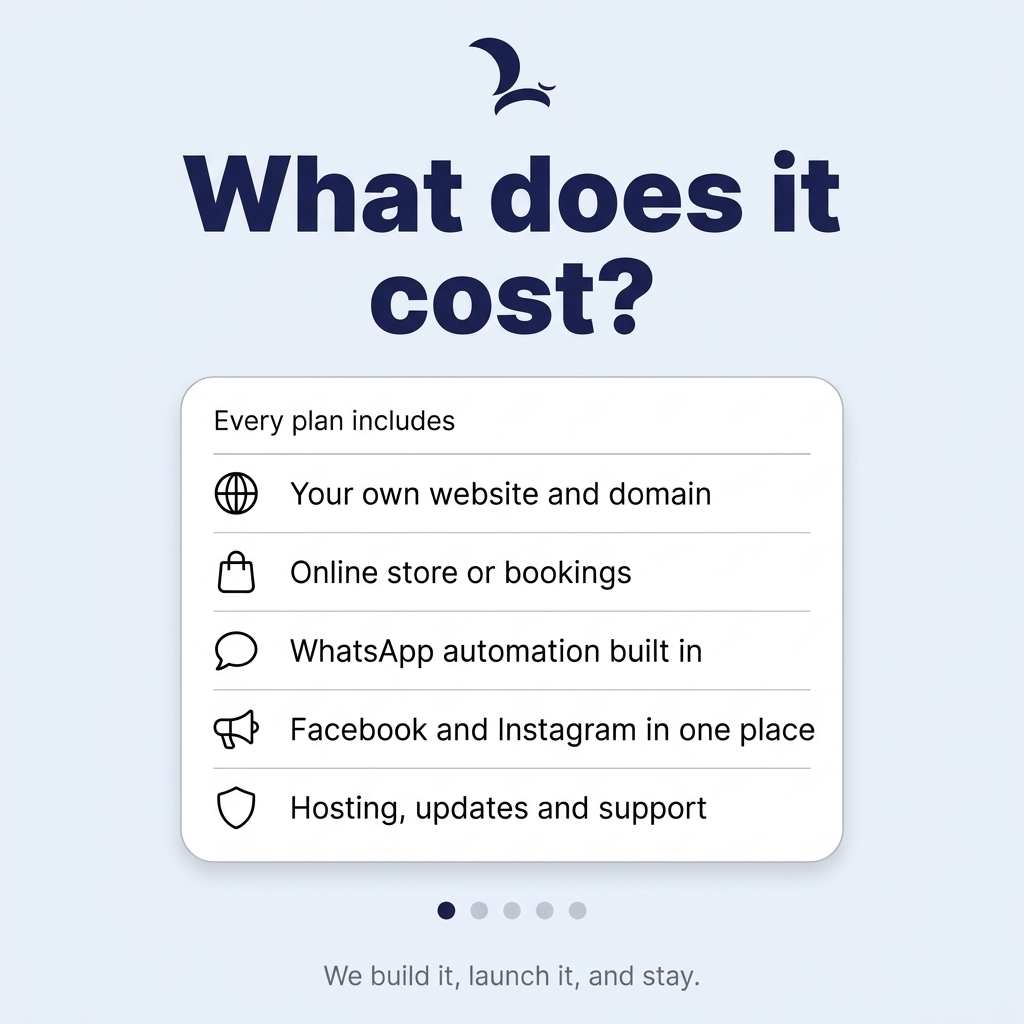 What does it
cost?
Every plan includes
Your own website and domain
Online store or bookings
WhatsApp automation built in
Facebook and Instagram in one place
Hosting, updates and support
We build it, launch it, and stay.